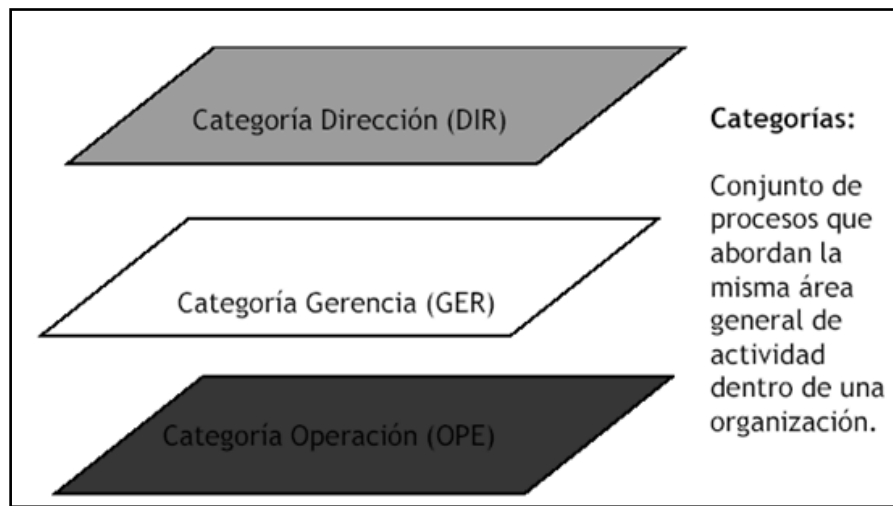 Categoría Dirección (DIR)
Categoría Gerencia (GER)
Categoría Operación (OPE)
Categorías:
Conjunto de
procesos que
abordan la
misma área
general de
actividad
dentro de una
organización.